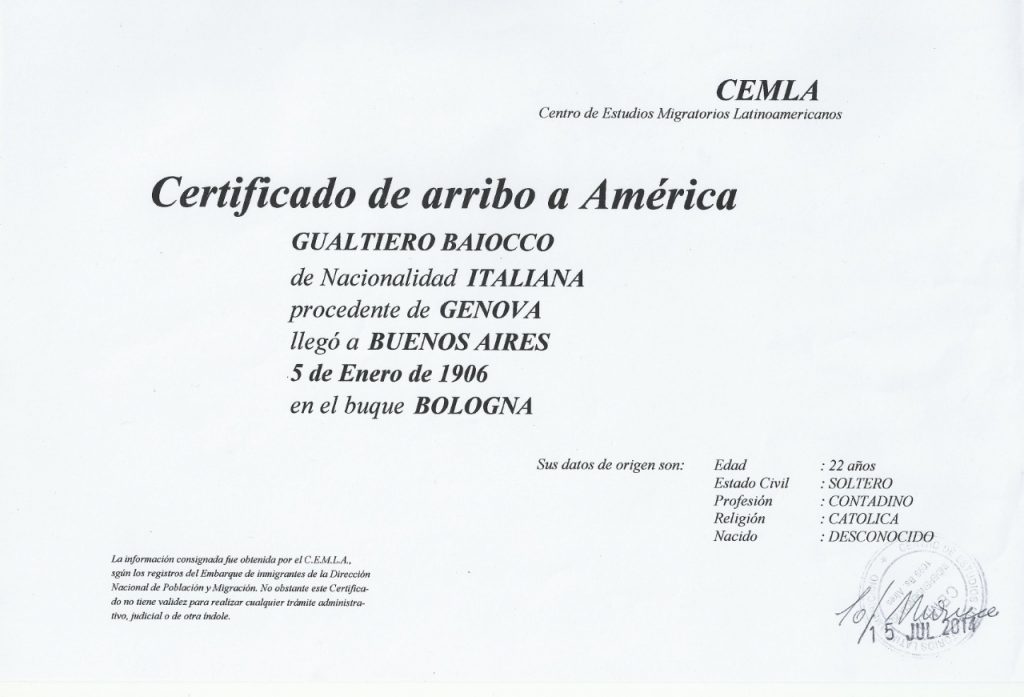 CEMLA
Centro de Estudios Migratorios Latinoamericanos
Certificado de arribo a América
GUALTIERO BAIOCCO
de Nacionalidad ITALIANA
procedente de GENOVA
llegó a BUENOS AIRES
5 de Enero de 1906
en el buque BOLOGNA
Sus datos de origen son: Edad : 22 años
Estado Civil : SOLTERO
Profesión : CONTADINO
Religión : CATOLICA
Nacido : DESCONOCIDO
La información consignada fue obtenida por el C.E.M.L.A.,
sgún los registros del Embarque de inmigrantes de la Dirección
Nacional de Población y Migración. No obstante este Certifica-
do no tiene validez para realizar cualquier trámite administra-
tivo, judicial o de otra índole.
CENTRO DE ESTUDIOS
15 JUL 2014